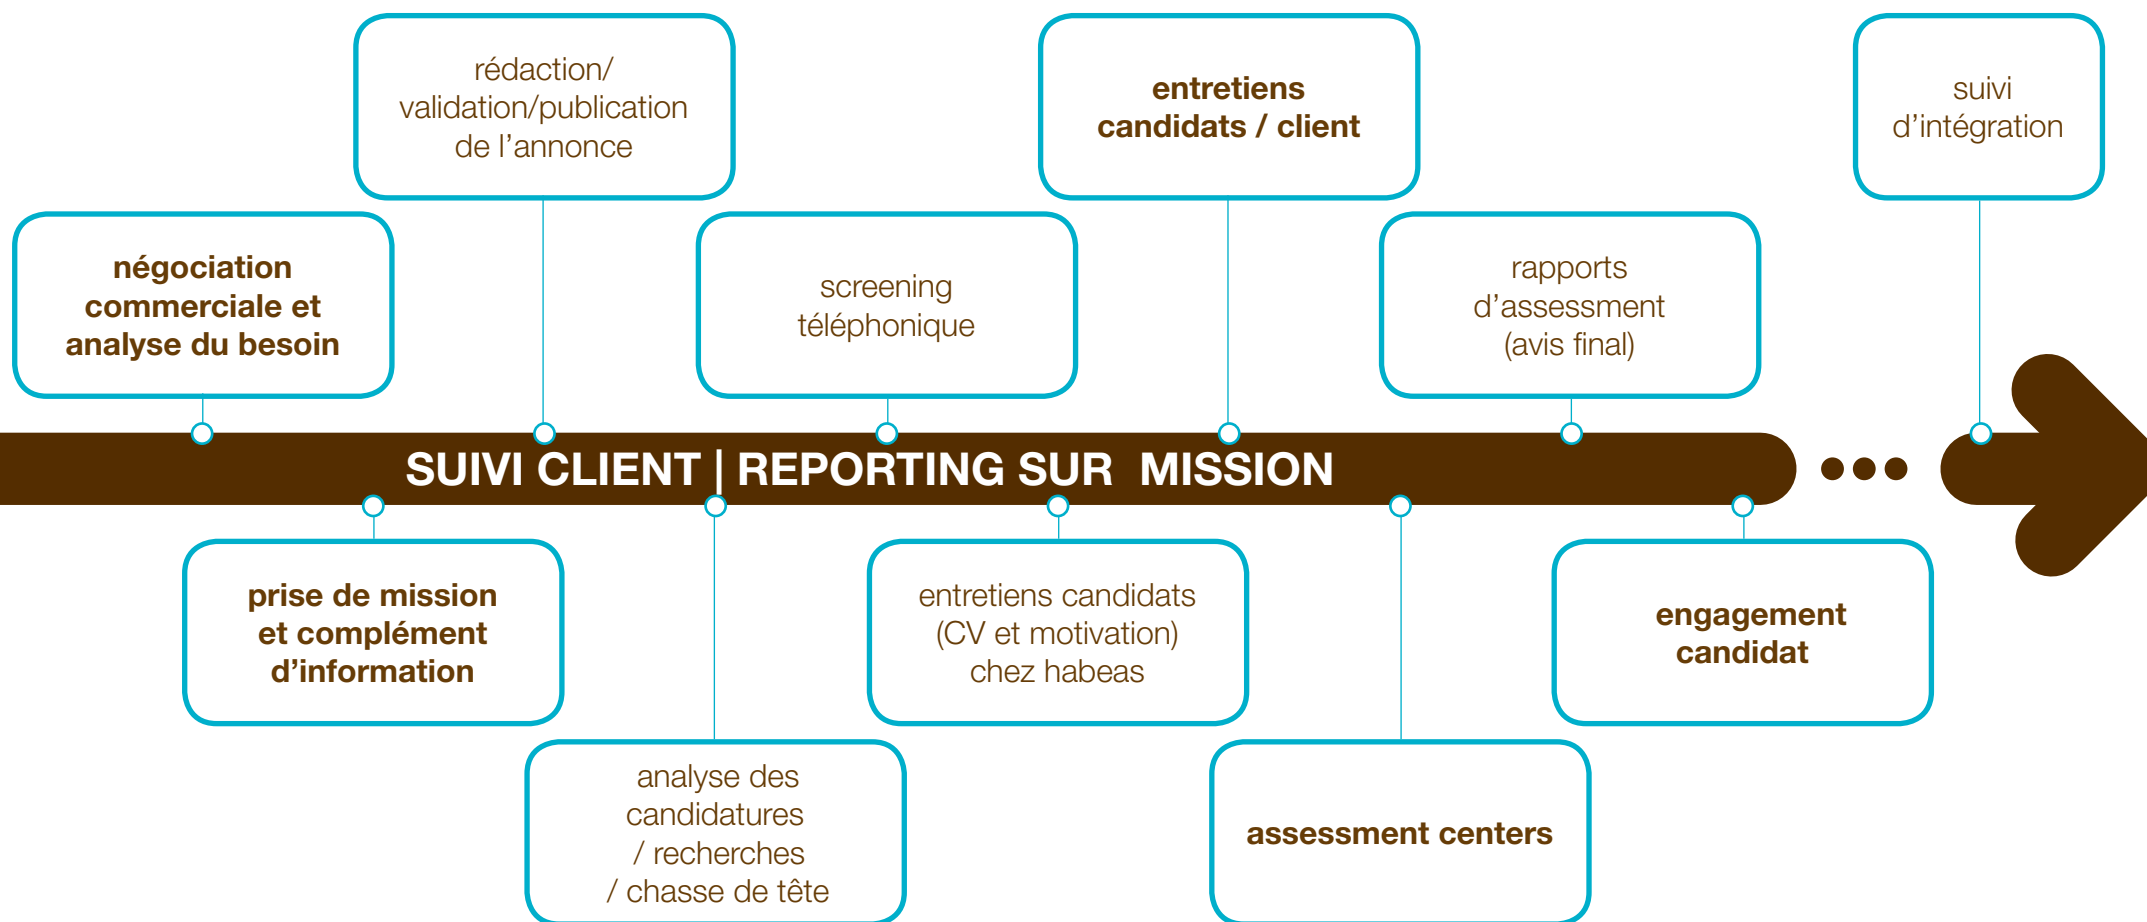 négociation
commerciale et
analyse du besoin
rédaction/
validation/publication
de l’annonce
screening
téléphonique
entretiens
candidats / client
rapports
d’assessment
(avis final)
suivi
d’intégration
SUIVI CLIENT | REPORTING SUR MISSION
prise de mission
et complément
d’information
analyse des
candidatures
/ recherches
/ chasse de tête
entretiens candidats
(CV et motivation)
chez habeas
assessment centers
engagement
candidat